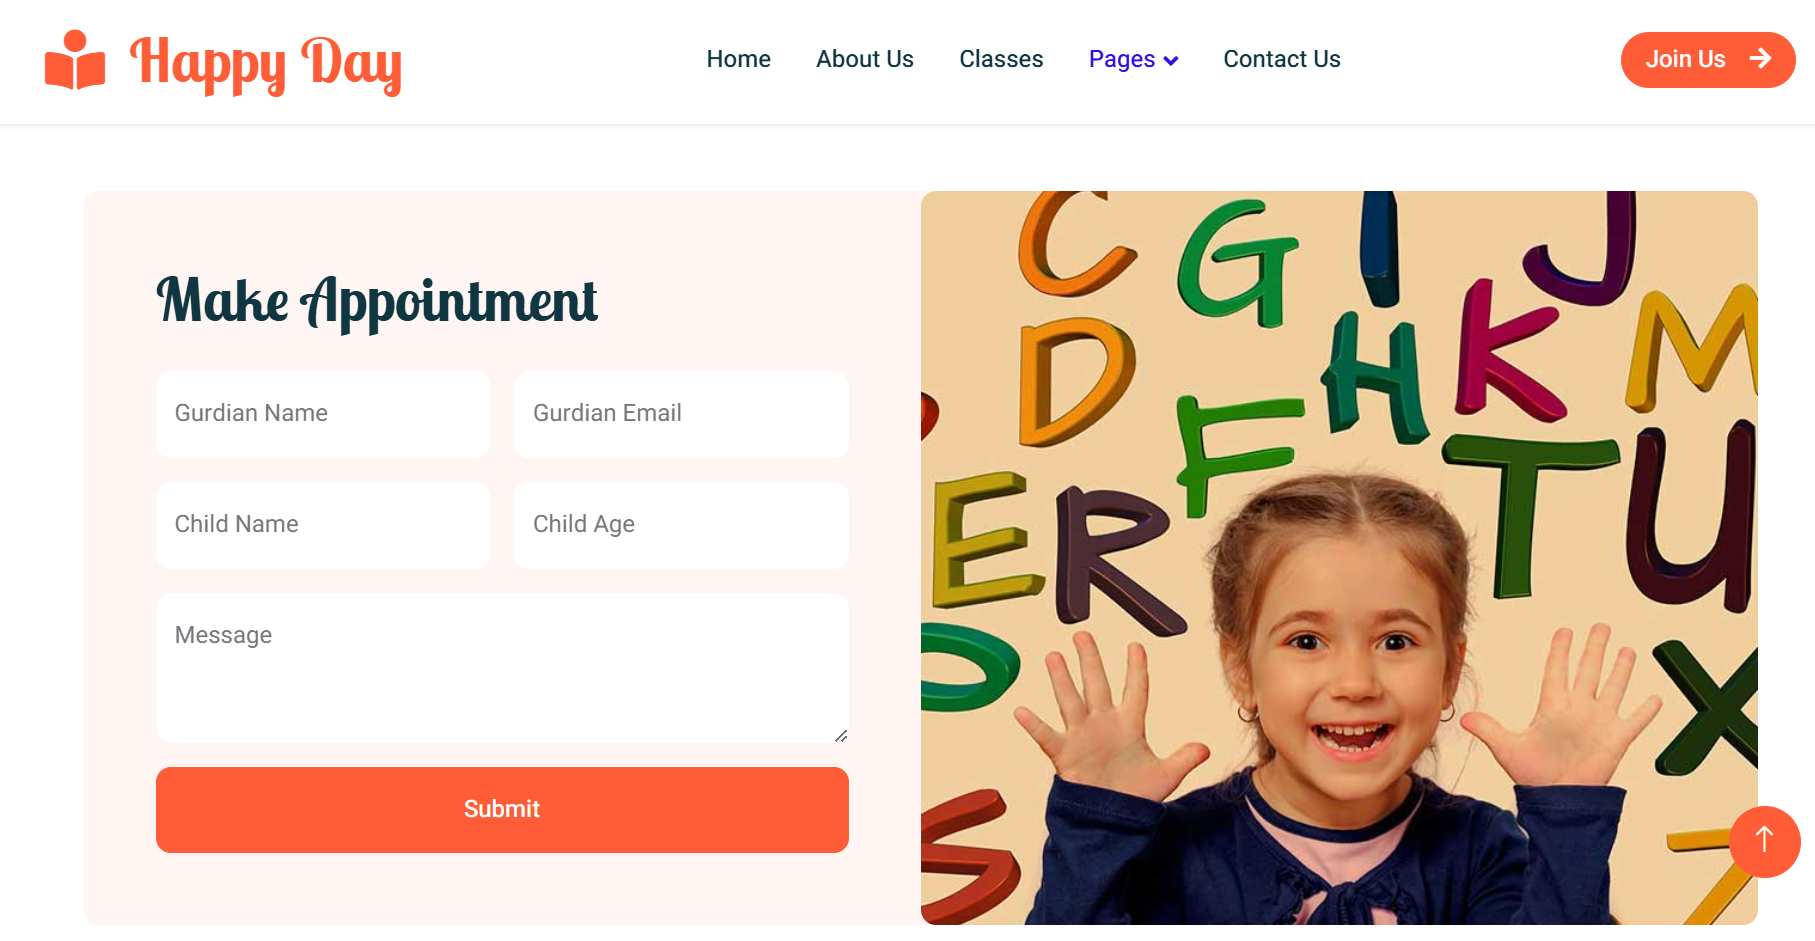 Happy Day
Home About Us Classes Pages Contact Us
Join Us
Make Appointment
Gurdian Name Gurdian Email
Child Name Child Age
Message
Submit
C G I J
D H K M
F T U
E R
O X
S Z